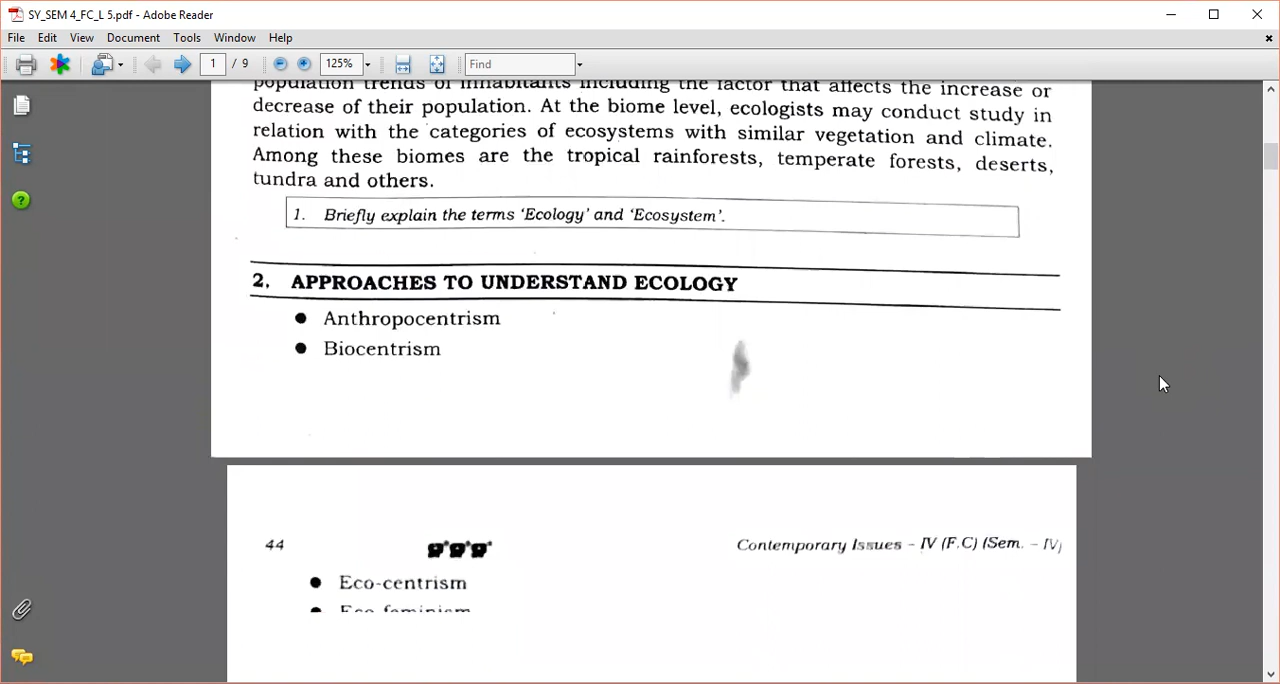 SY_SEM 4_FC_L 5.pdf - Adobe Reader
File Edit View Document Tools Window Help
1 / 9 125% Find
population trends of inhabitants including the factor that affects the increase or
decrease of their population. At the biome level, ecologists may conduct study in
relation with the categories of ecosystems with similar vegetation and climate.
Among these biomes are the tropical rainforests, temperate forests, deserts,
tundra and others.
1. Briefly explain the terms ‘Ecology’ and ‘Ecosystem’.
2. APPROACHES TO UNDERSTAND ECOLOGY
● Anthropocentrism
● Biocentrism
44 Contemporary Issues – IV (F.C) (Sem. – IV)
● Eco-centrism
● Eco feminism